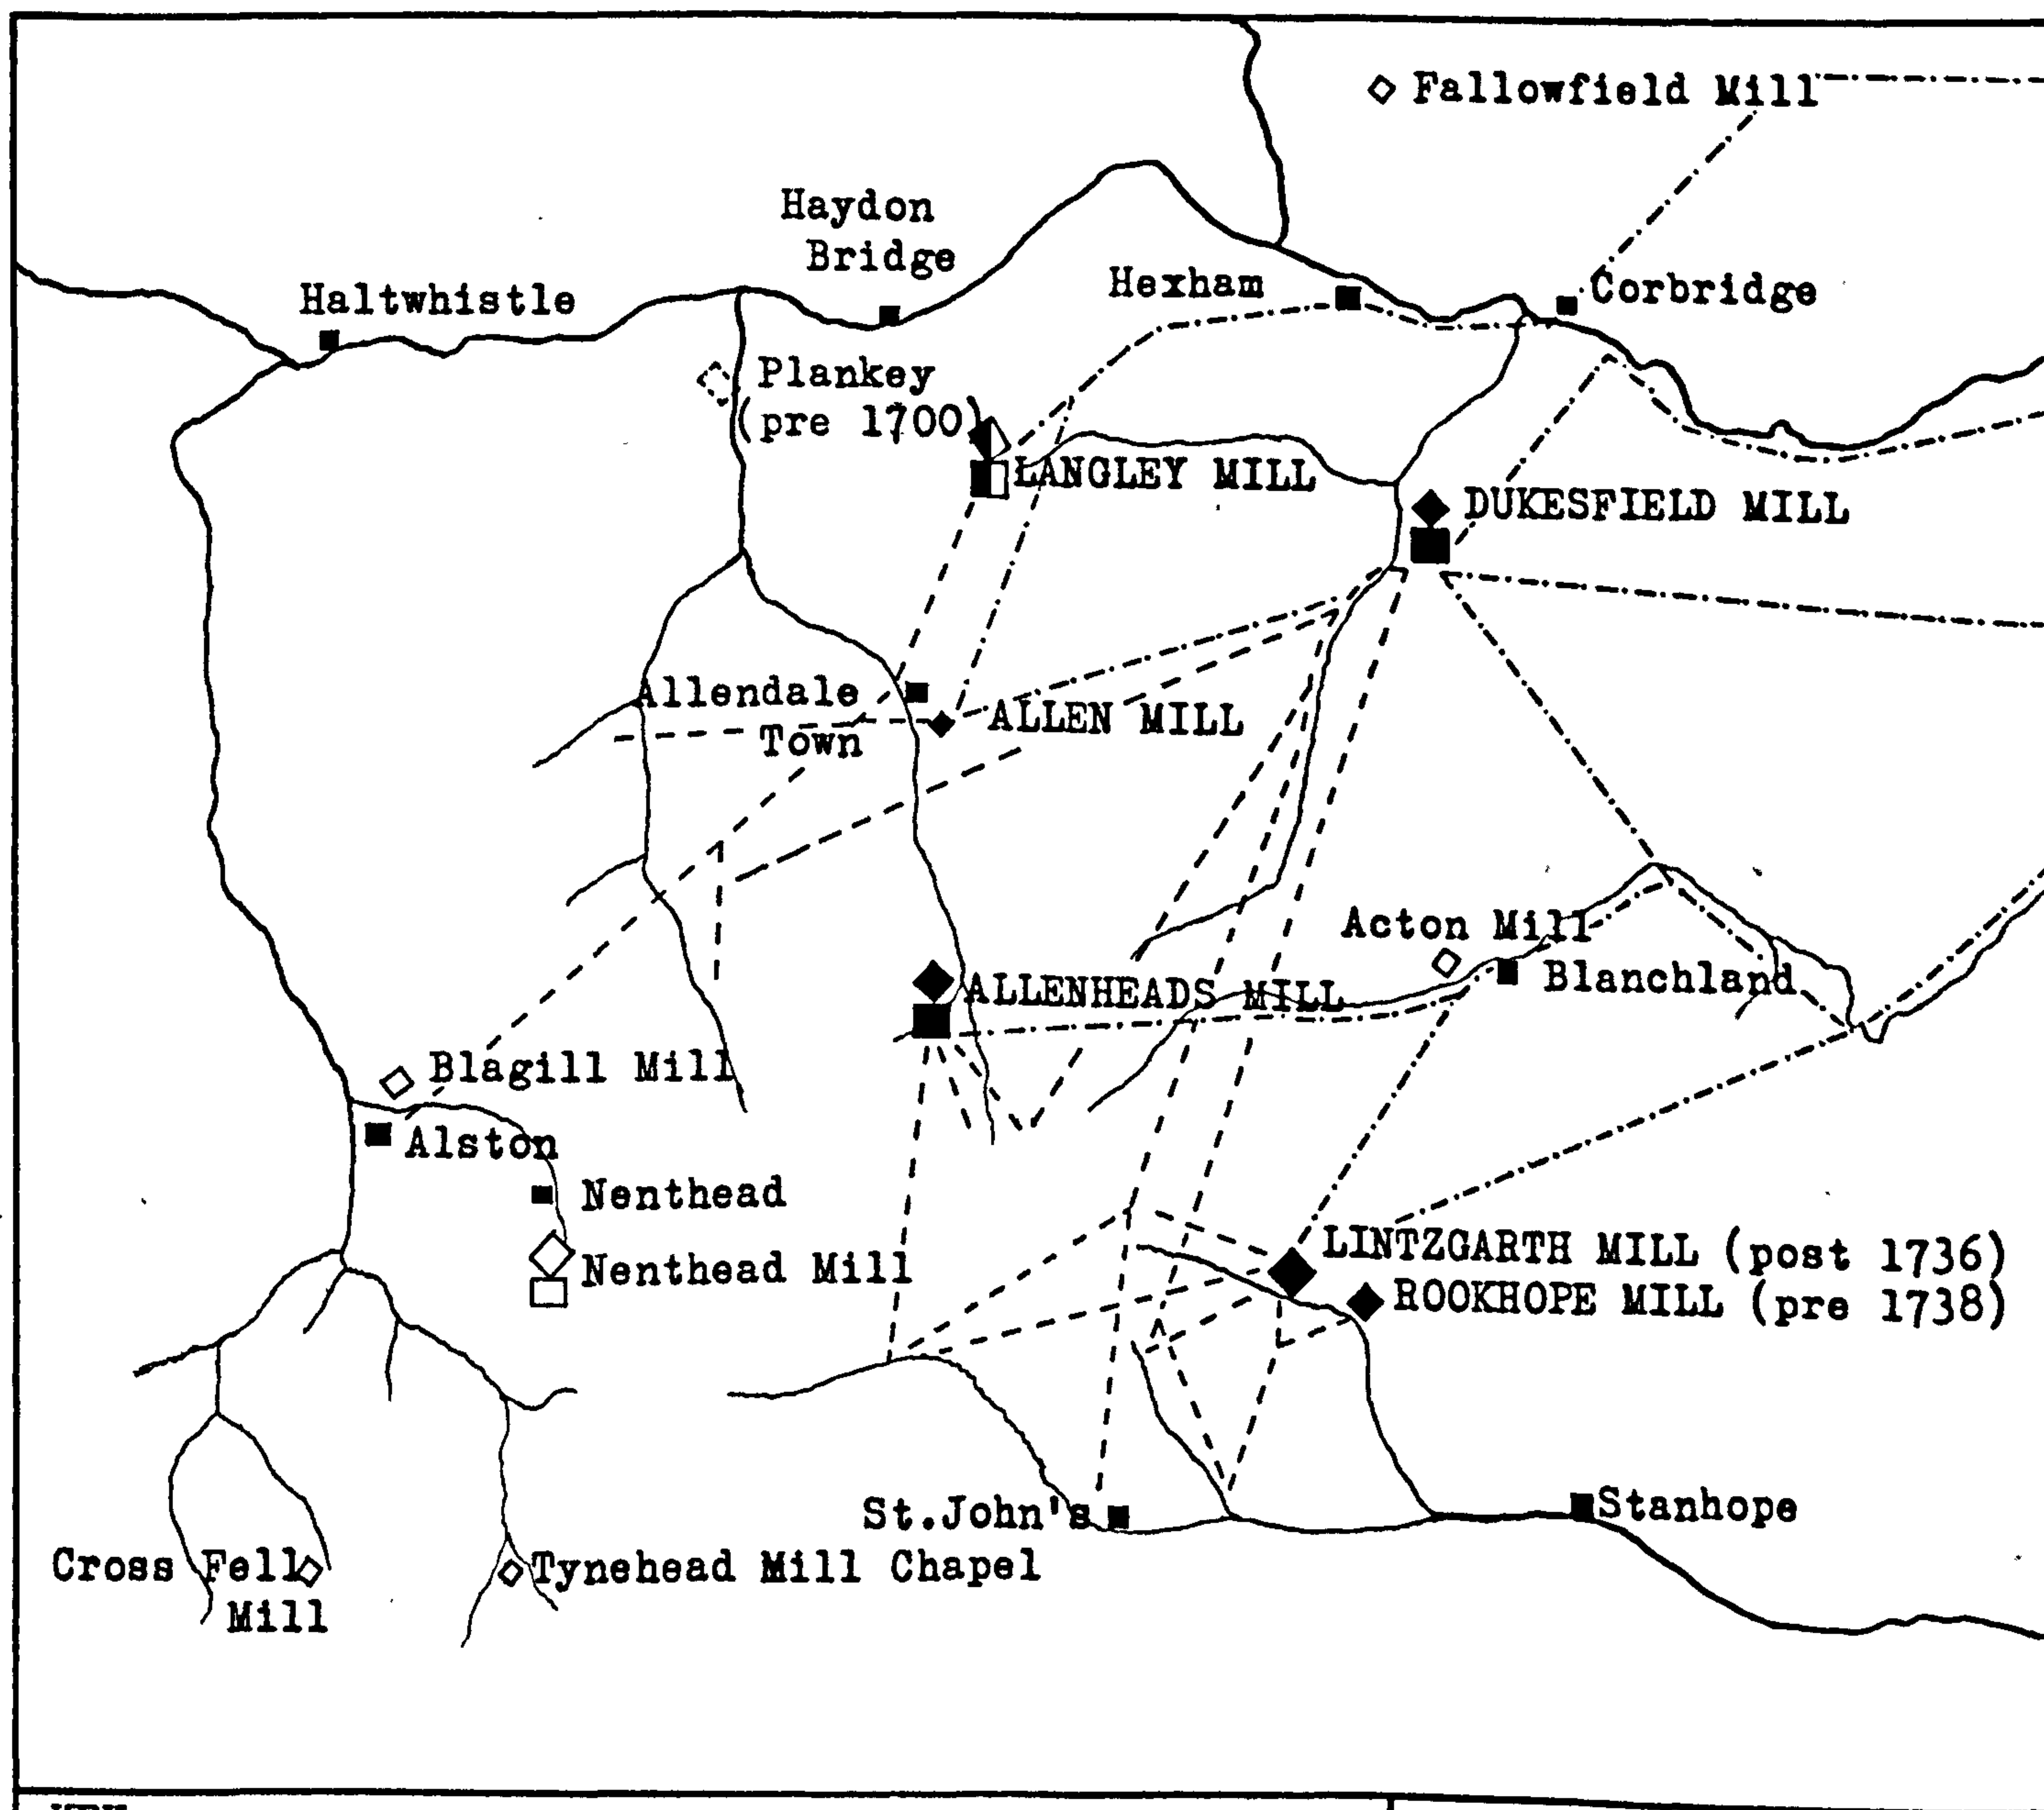 Fallowfield Mill
Haydon
Bridge
Haltwhistle
Hexham
Corbridge
Plankey
(pre 1700)
LANGLEY MILL
DUKESFIELD MILL
Allendale
Town
ALLEN MILL
Acton Mill
Blanchland
ALLENHEADS MILL
Blagill Mill
Alston
Nenthead
Nenthead Mill
LINTZGARTH MILL (post 1736)
ROOKHOPE MILL (pre 1738)
St.John's
Stanhope
Cross Fell
Mill
Tynehead Mill Chapel